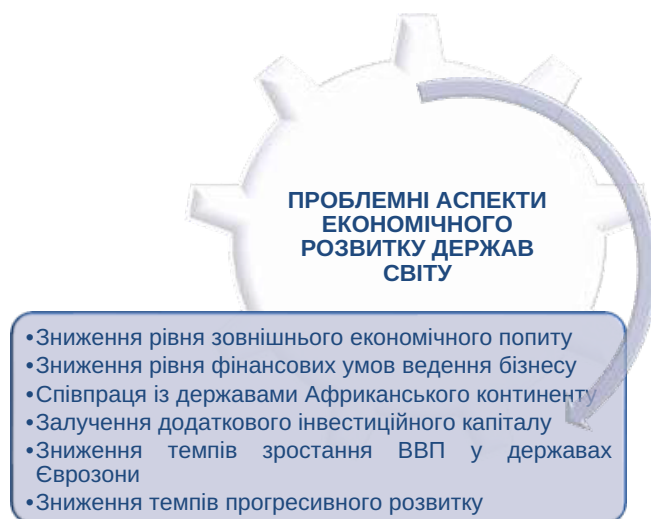 ПРОБЛЕМНІ АСПЕКТИ
ЕКОНОМІЧНОГО
РОЗВИТКУ ДЕРЖАВ
СВІТУ
•Зниження рівня зовнішнього економічного попиту
•Зниження рівня фінансових умов ведення бізнесу
•Співпраця із державами Африканського континенту
•Залучення додаткового інвестиційного капіталу
•Зниження темпів зростання ВВП у державах
Єврозони
•Зниження темпів прогресивного розвитку